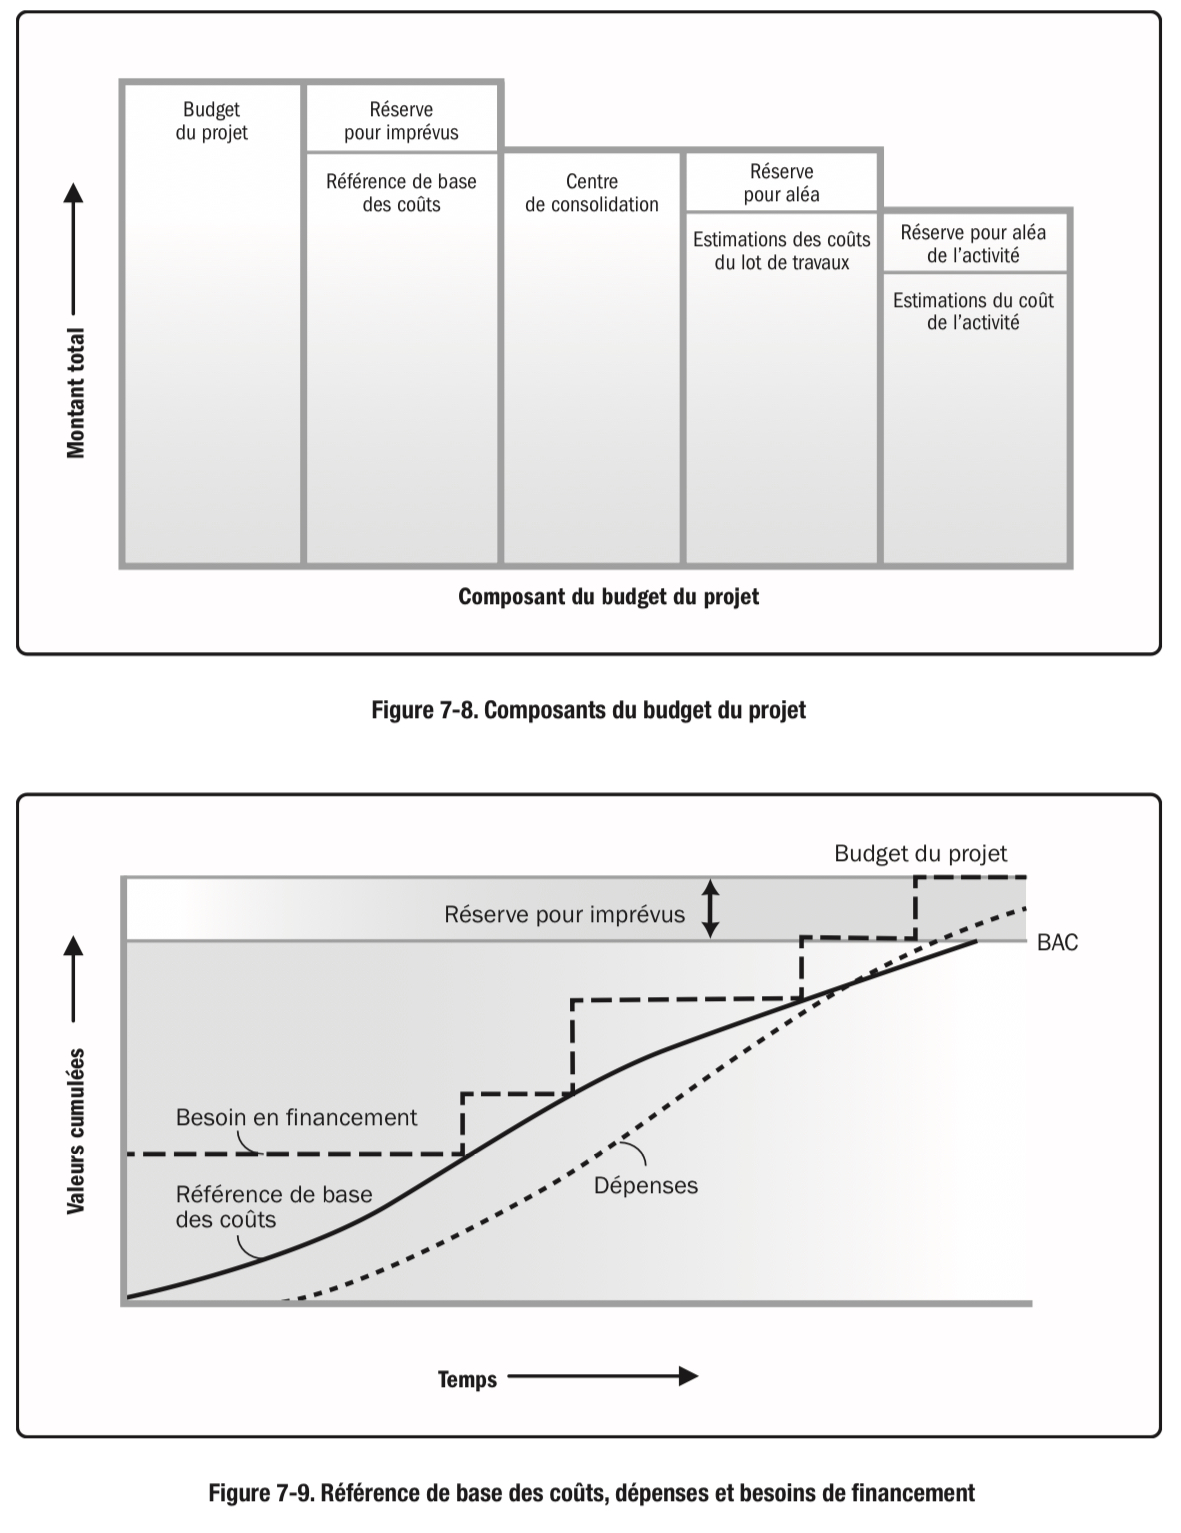 Budget
du projet
Réserve
pour imprévus
Référence de base
des coûts
Centre
de consolidation
Réserve
pour aléa
Estimations des coûts
du lot de travaux
Réserve pour aléa
de l'activité
Estimations du coût
de l'activité
Montant total
Composant du budget du projet
Figure 7-8. Composants du budget du projet
Budget du projet
Réserve pour imprévus
BAC
Valeurs cumulées
Besoin en financement
Référence de base
des coûts
Dépenses
Temps
Figure 7-9. Référence de base des coûts, dépenses et besoins de financement